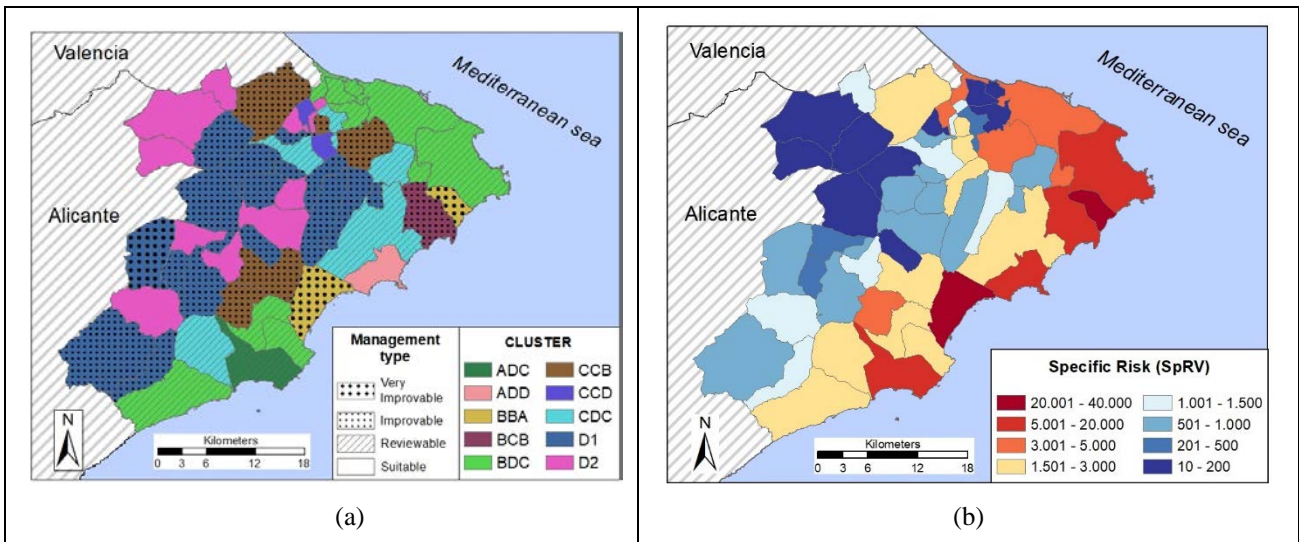 Valencia
Mediterranean sea
Alicante
Management type
Very Improvable
Improvable
Reviewable
Suitable
CLUSTER
ADC
CCB
ADD
CCD
BBA
CDC
BCB
D1
BDC
D2
N
Kilometers
0 3 6 12 18
(a)
Valencia
Mediterranean sea
Alicante
Specific Risk (SpRV)
20.001 - 40.000
1.001 - 1.500
5.001 - 20.000
501 - 1.000
3.001 - 5.000
201 - 500
1.501 - 3.000
10 - 200
N
Kilometers
0 3 6 12 18
(b)